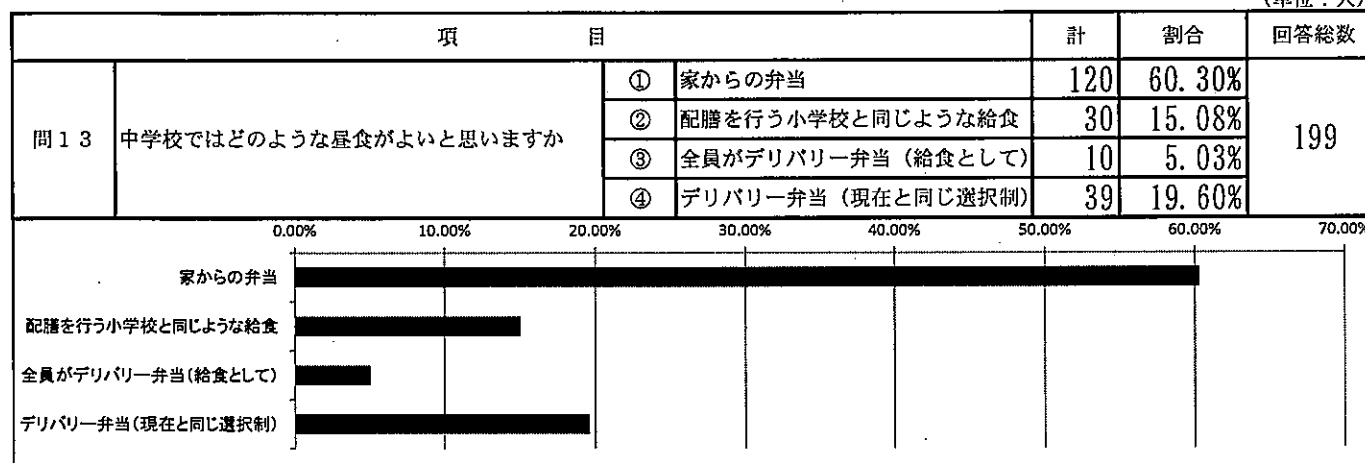 (単位：人)
項 目 計 割合 回答総数
問13 中学校ではどのような昼食がよいと思いますか
① 家からの弁当 120 60.30%
② 配膳を行う小学校と同じような給食 30 15.08%
③ 全員がデリバリー弁当（給食として） 10 5.03%
④ デリバリー弁当（現在と同じ選択制） 39 19.60%
199
0.00% 10.00% 20.00% 30.00% 40.00% 50.00% 60.00% 70.00%
家からの弁当
配膳を行う小学校と同じような給食
全員がデリバリー弁当(給食として)
デリバリー弁当(現在と同じ選択制)